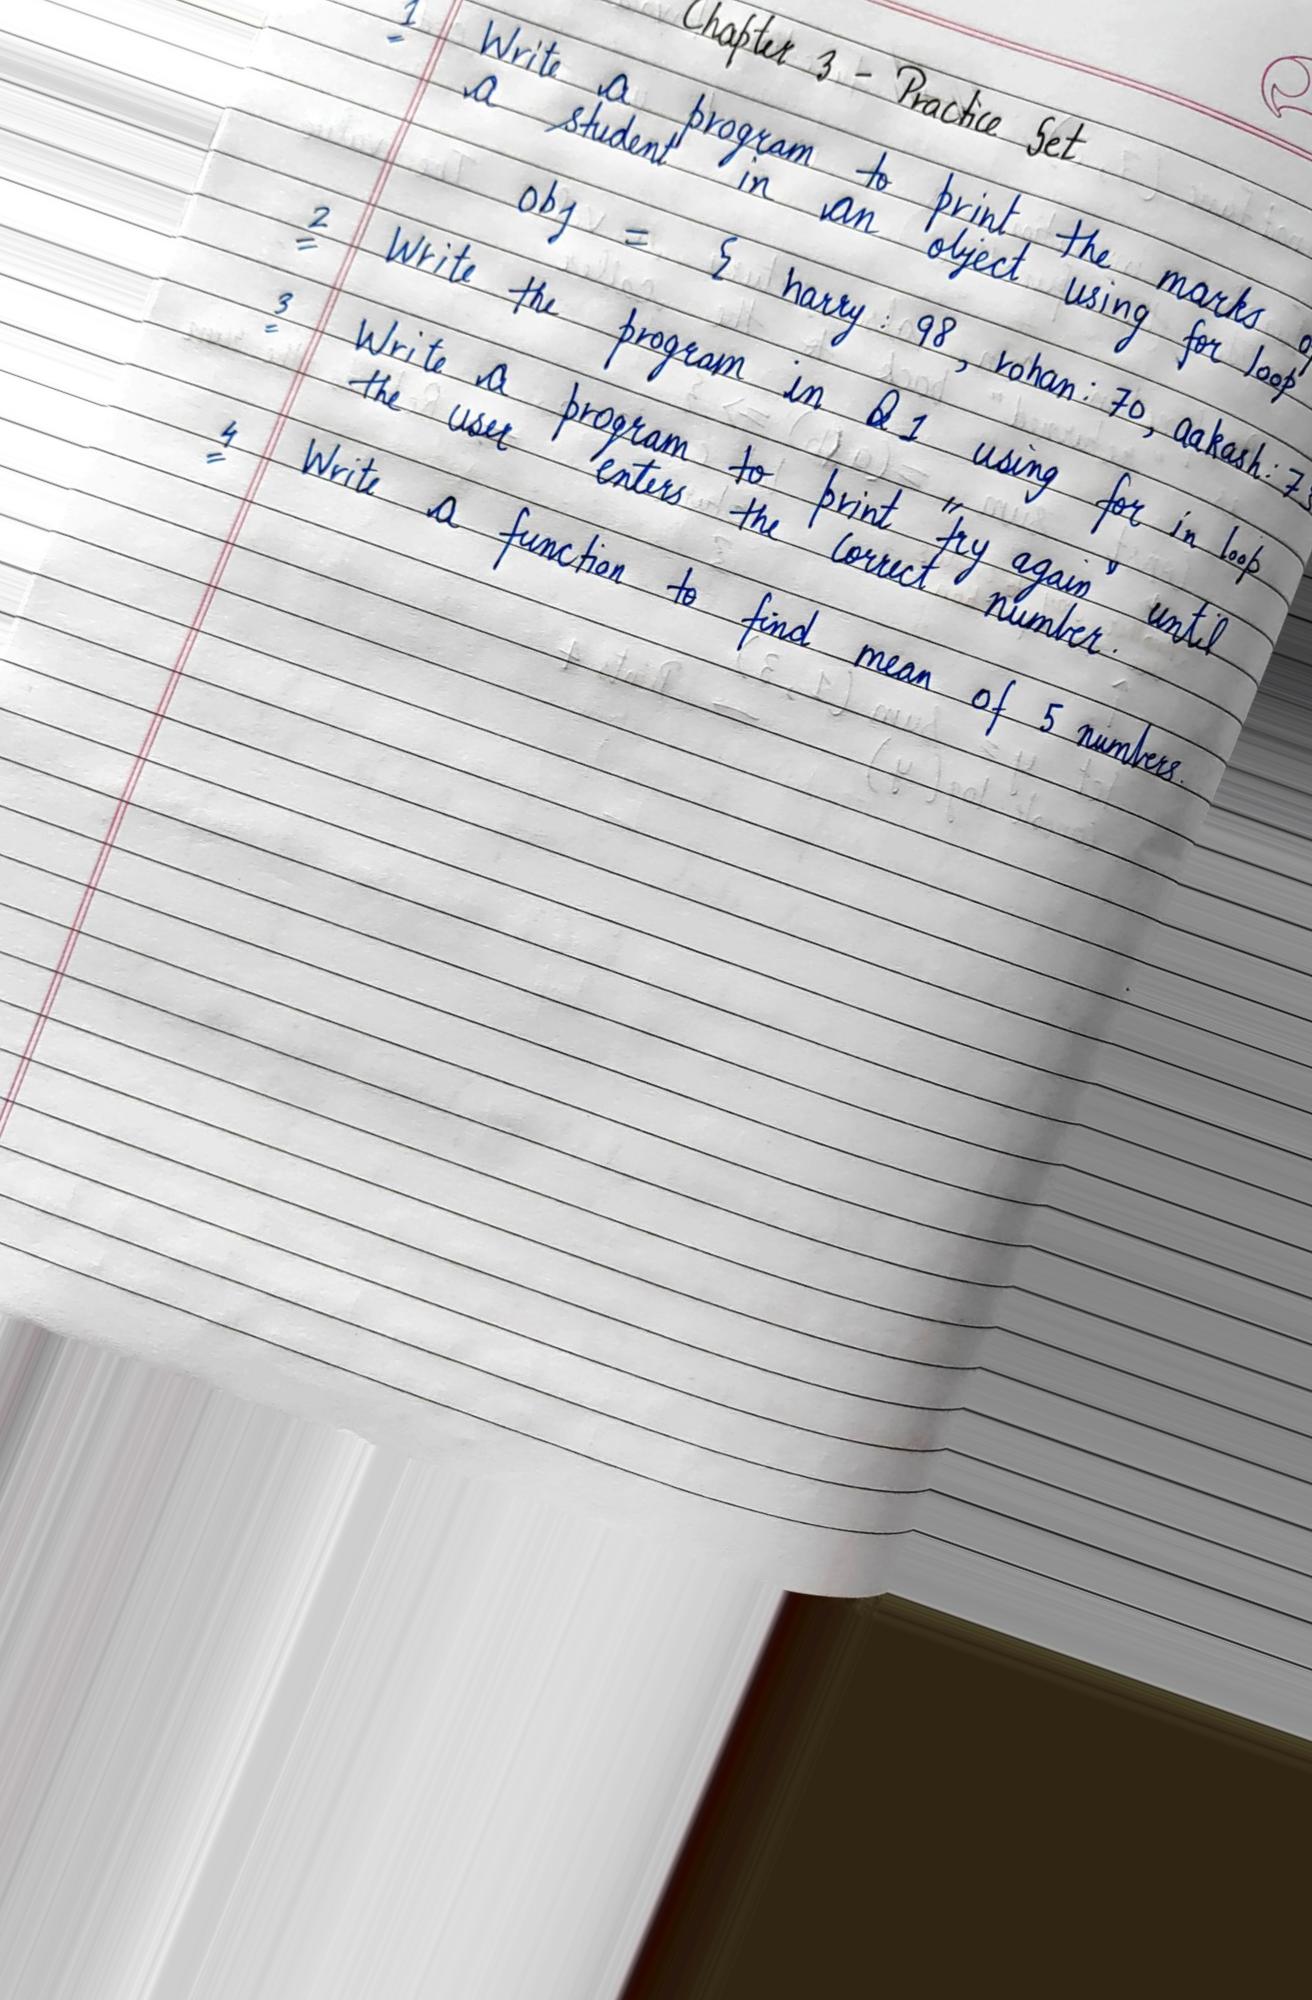 Chapter 3 - Practice Set
1 Write a program to print the marks
a student in an object using for loop
obj = { harry: 98, rohan: 70, aakash: 7
2 Write the program in Q1 using for in loop
3 Write a program to print "try again" until
the user enters the correct number.
4 Write a function to find mean of 5 numbers.